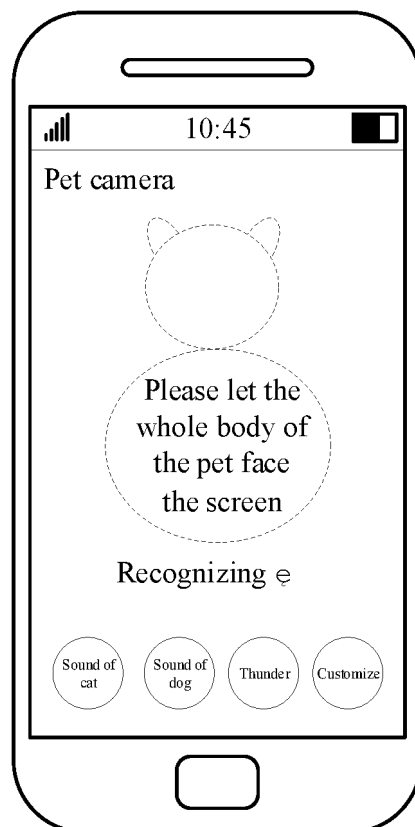 10:45
Pet camera
Please let the
whole body of
the pet face
the screen
Recognizing
Sound of
cat
Sound of
dog
Thunder
Customize